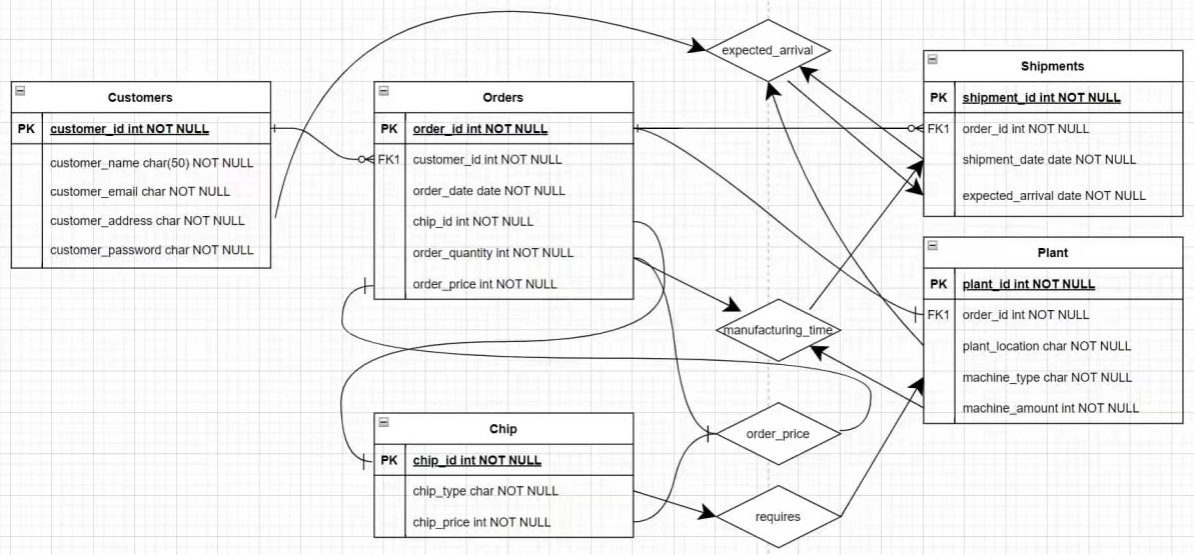 Customers
PK customer_id int NOT NULL
customer_name char(50) NOT NULL
customer_email char NOT NULL
customer_address char NOT NULL
customer_password char NOT NULL
Orders
PK order_id int NOT NULL
FK1 customer_id int NOT NULL
order_date date NOT NULL
chip_id int NOT NULL
order_quantity int NOT NULL
order_price int NOT NULL
Chip
PK chip_id int NOT NULL
chip_type char NOT NULL
chip_price int NOT NULL
expected_arrival
manufacturing_time
order_price
requires
Shipments
PK shipment_id int NOT NULL
FK1 order_id int NOT NULL
shipment_date date NOT NULL
expected_arrival date NOT NULL
Plant
PK plant_id int NOT NULL
FK1 order_id int NOT NULL
plant_location char NOT NULL
machine_type char NOT NULL
machine_amount int NOT NULL